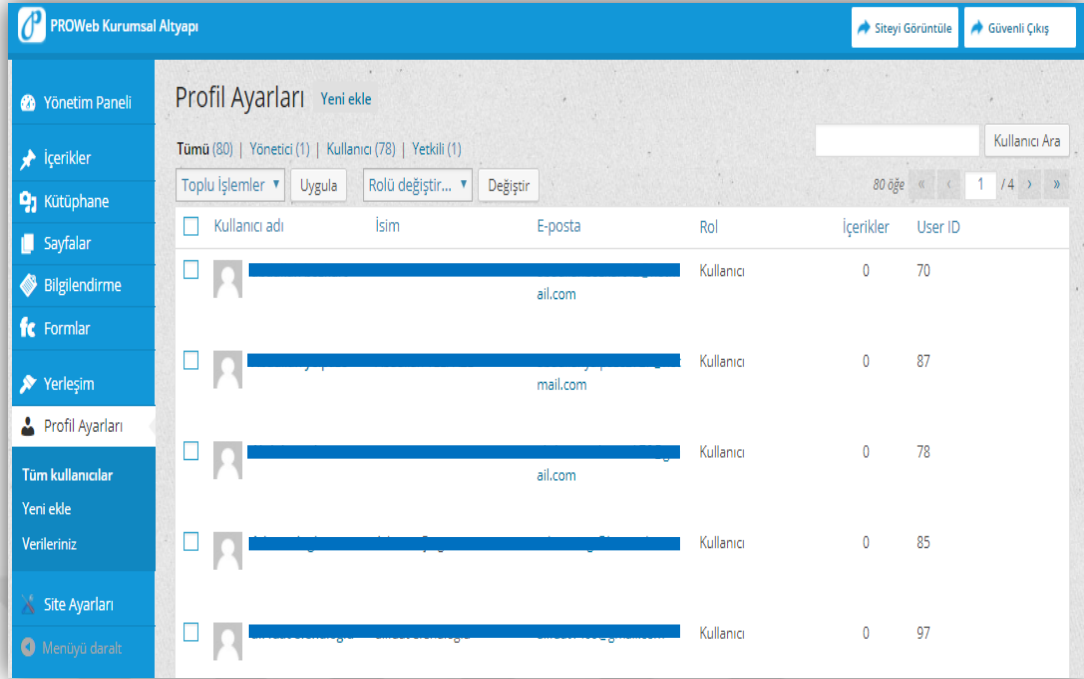 PROWeb Kurumsal Altyapı
Siteyi Görüntüle
Güvenli Çıkış
Yönetim Paneli
İçerikler
Kütüphane
Sayfalar
Bilgilendirme
Formlar
Yerleşim
Profil Ayarları
Tüm kullanıcılar
Yeni ekle
Verileriniz
Site Ayarları
Menüyü daralt
Profil Ayarları Yeni ekle
Tümü (80) | Yönetici (1) | Kullanıcı (78) | Yetkili (1)
Kullanıcı Ara
Toplu İşlemler Uygula Rolü değiştir... Değiştir
80 öğe « ‹ 1 / 4 › »
Kullanıcı adı İsim E-posta Rol İçerikler User ID
Kullanıcı 0 70
ail.com
Kullanıcı 0 87
mail.com
Kullanıcı 0 78
ail.com
Kullanıcı 0 85
Kullanıcı 0 97